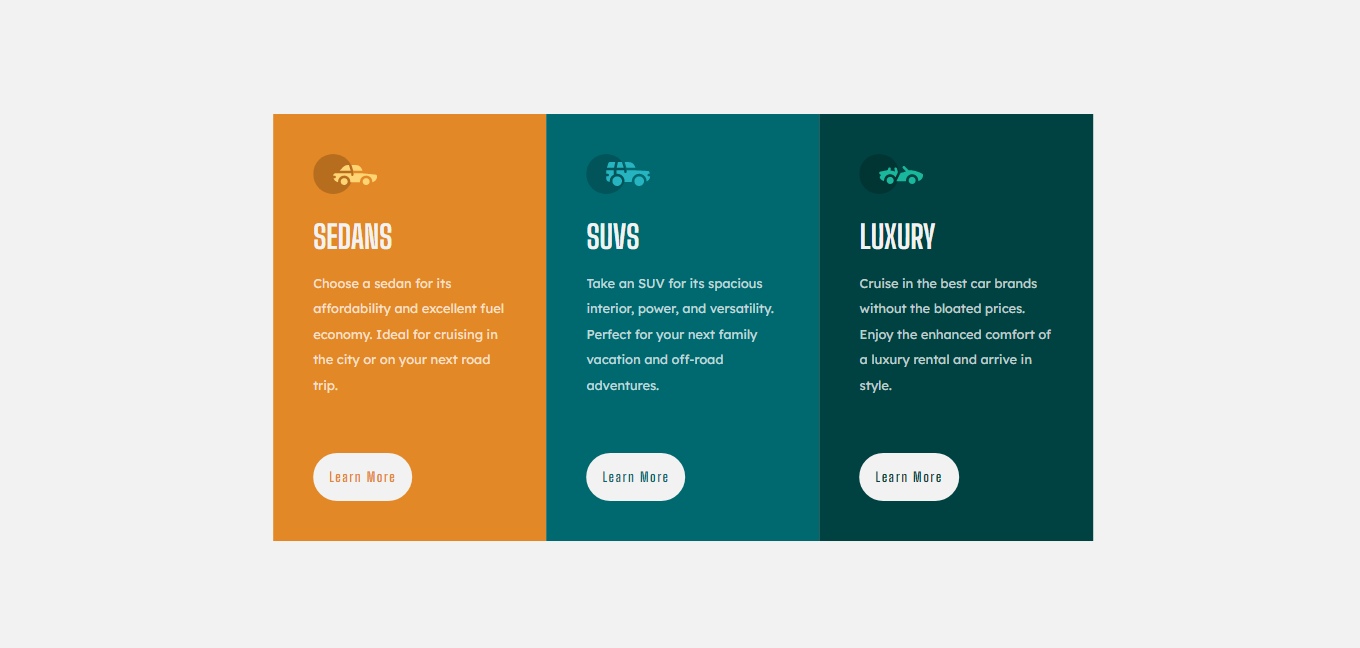 SEDANS
Choose a sedan for its
affordability and excellent fuel
economy. Ideal for cruising in
the city or on your next road
trip.
Learn More
SUVS
Take an SUV for its spacious
interior, power, and versatility.
Perfect for your next family
vacation and off-road
adventures.
Learn More
LUXURY
Cruise in the best car brands
without the bloated prices.
Enjoy the enhanced comfort of
a luxury rental and arrive in
style.
Learn More